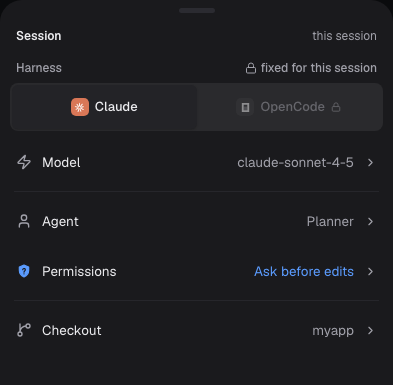 Session this session
Harness fixed for this session
Claude OpenCode
Model claude-sonnet-4-5
Agent Planner
Permissions Ask before edits
Checkout myapp